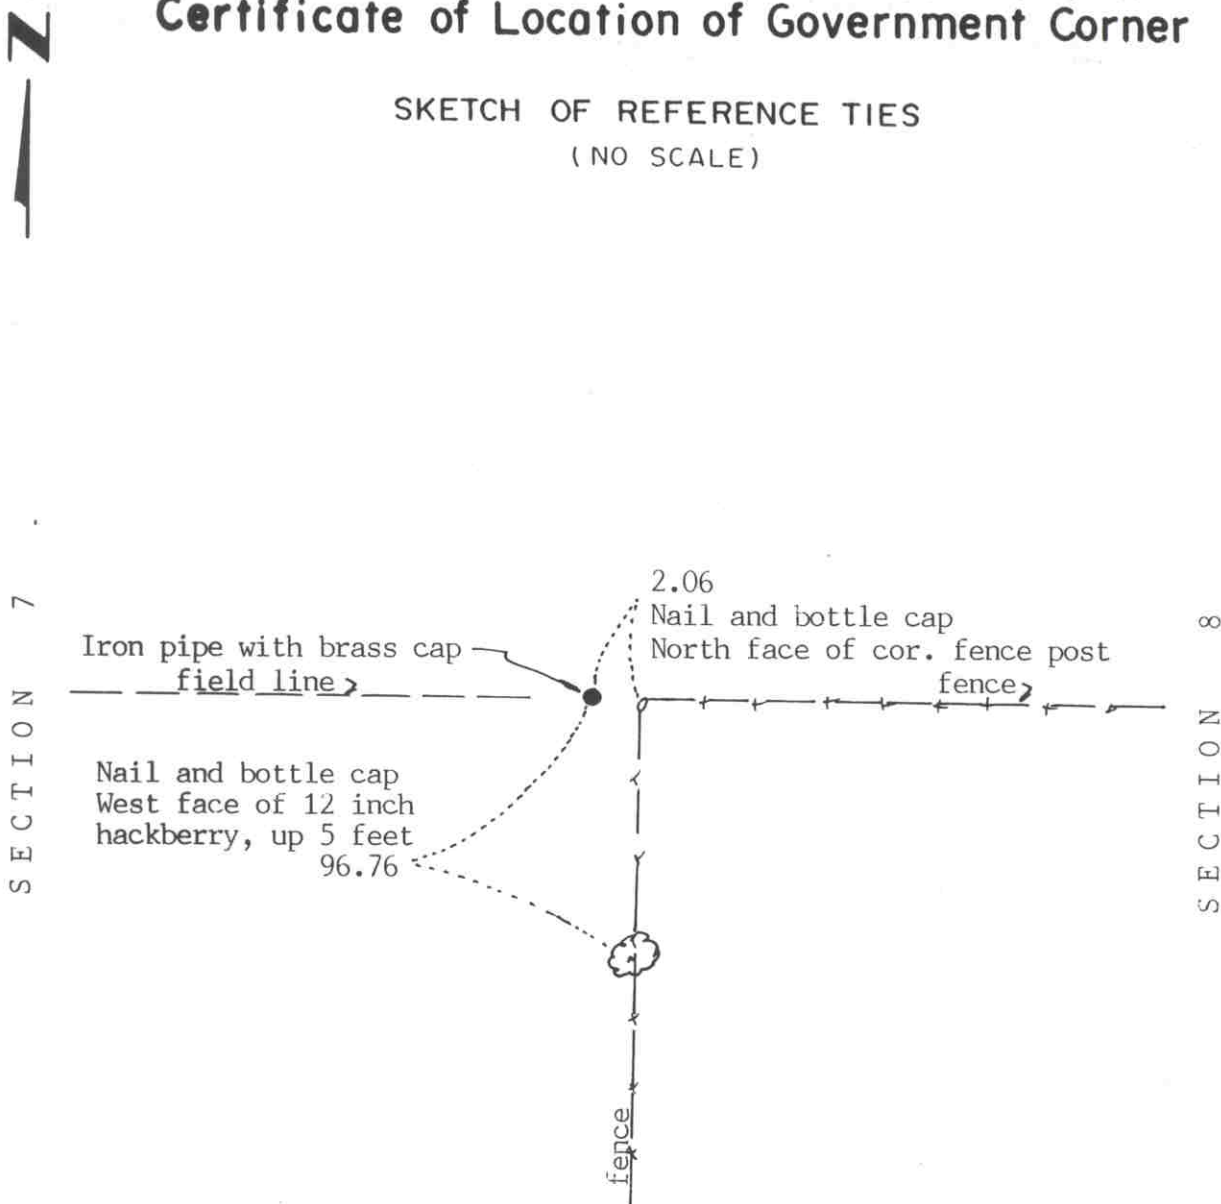 N
Certificate of Location of Government Corner
SKETCH OF REFERENCE TIES
(NO SCALE)
SECTION 7
SECTION 8
2.06
Nail and bottle cap
North face of cor. fence post
fence
Iron pipe with brass cap
field line
Nail and bottle cap
West face of 12 inch
hackberry, up 5 feet
96.76
fence